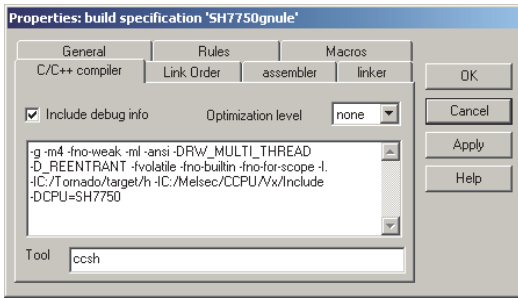 Properties: build specification 'SH7750gnule'
General Rules Macros
C/C++ compiler Link Order assembler linker
Include debug info Optimization level none
-g -m4 -fno-weak -ml -ansi -DRW_MULTI_THREAD
-D_REENTRANT -fvolatile -fno-builtin -fno-for-scope -I.
-IC:/Tornado/target/h -IC:/Melsec/CCPU/Vx/Include
-DCPU=SH7750
Tool ccsh
OK
Cancel
Apply
Help